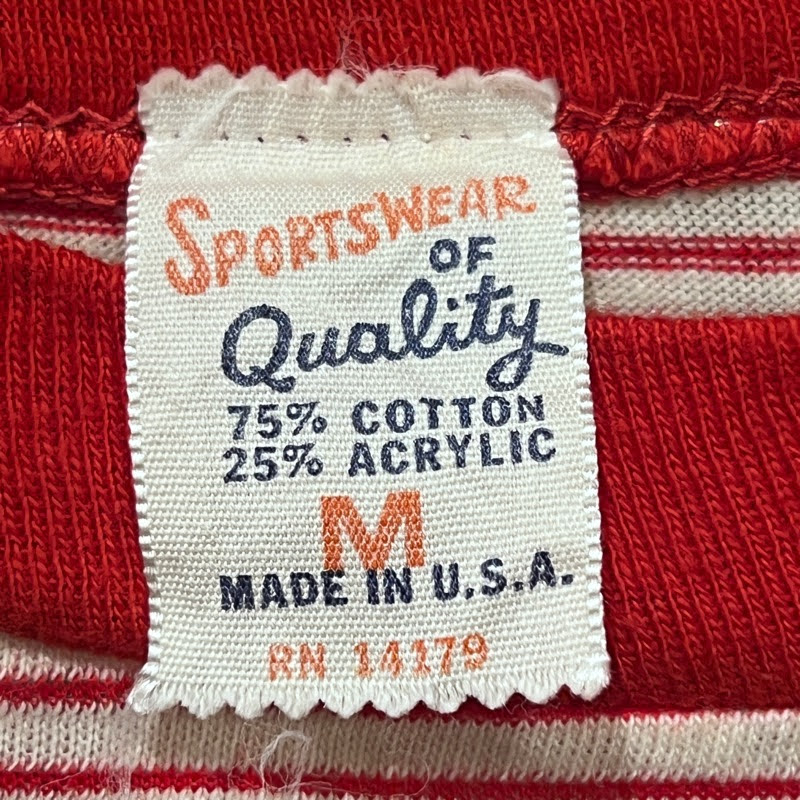 SPORTSWEAR
OF
Quality
75% COTTON
25% ACRYLIC
M
MADE IN U.S.A.
RN 14179